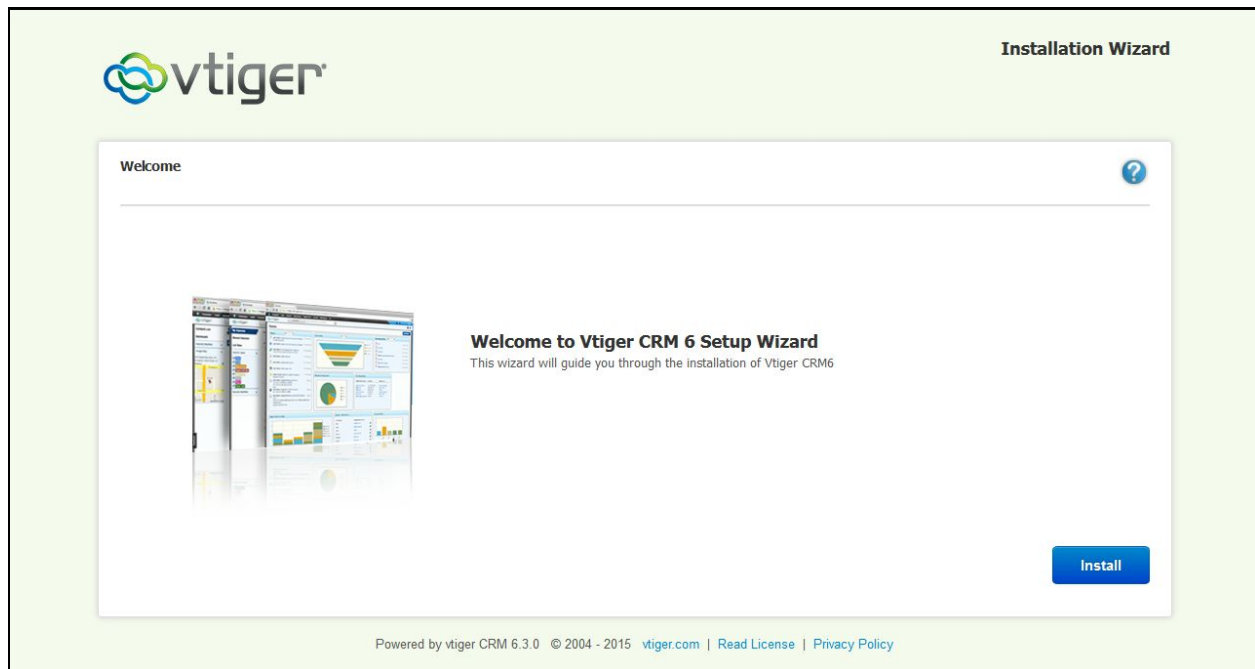 vtiger
Installation Wizard
Welcome
Welcome to Vtiger CRM 6 Setup Wizard
This wizard will guide you through the installation of Vtiger CRM6
Install
Powered by vtiger CRM 6.3.0 © 2004 - 2015 vtiger.com | Read License | Privacy Policy